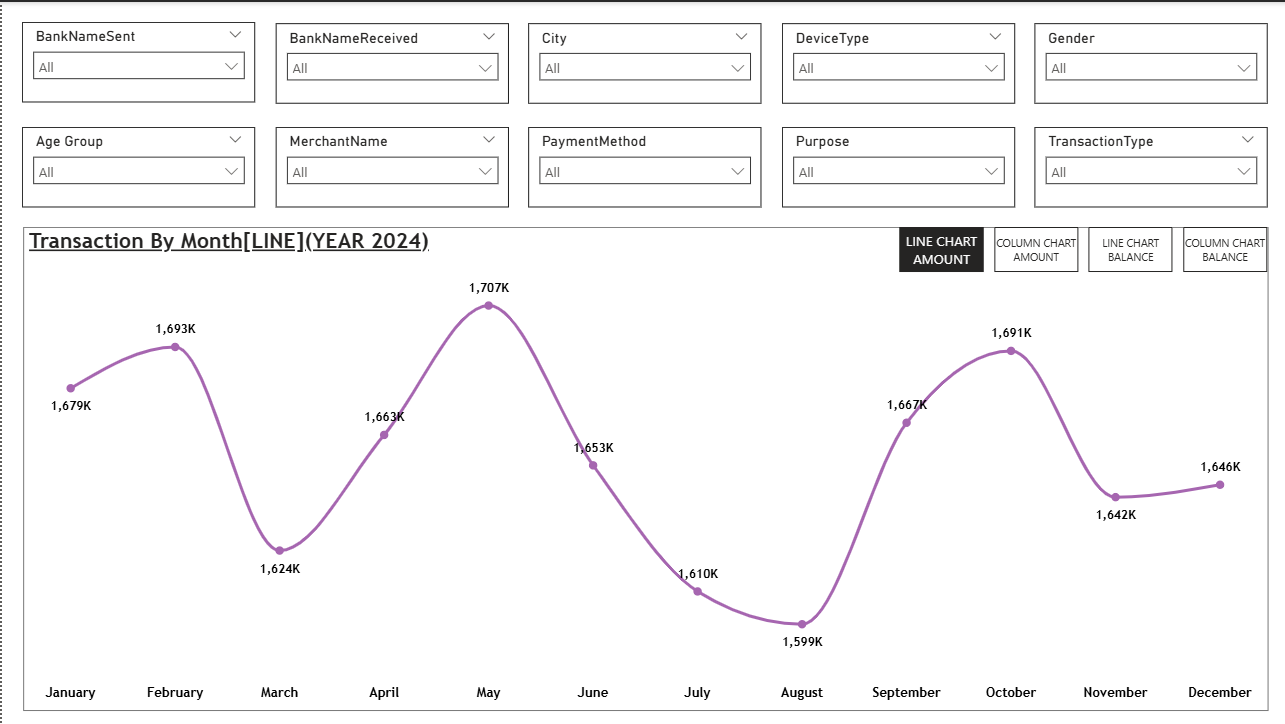 BankNameSent
All
BankNameReceived
All
City
All
DeviceType
All
Gender
All
Age Group
All
MerchantName
All
PaymentMethod
All
Purpose
All
TransactionType
All
Transaction By Month[LINE](YEAR 2024)
LINE CHART
AMOUNT
COLUMN CHART
AMOUNT
LINE CHART
BALANCE
COLUMN CHART
BALANCE
1,679K
1,693K
1,624K
1,663K
1,707K
1,653K
1,610K
1,599K
1,667K
1,691K
1,642K
1,646K
January
February
March
April
May
June
July
August
September
October
November
December